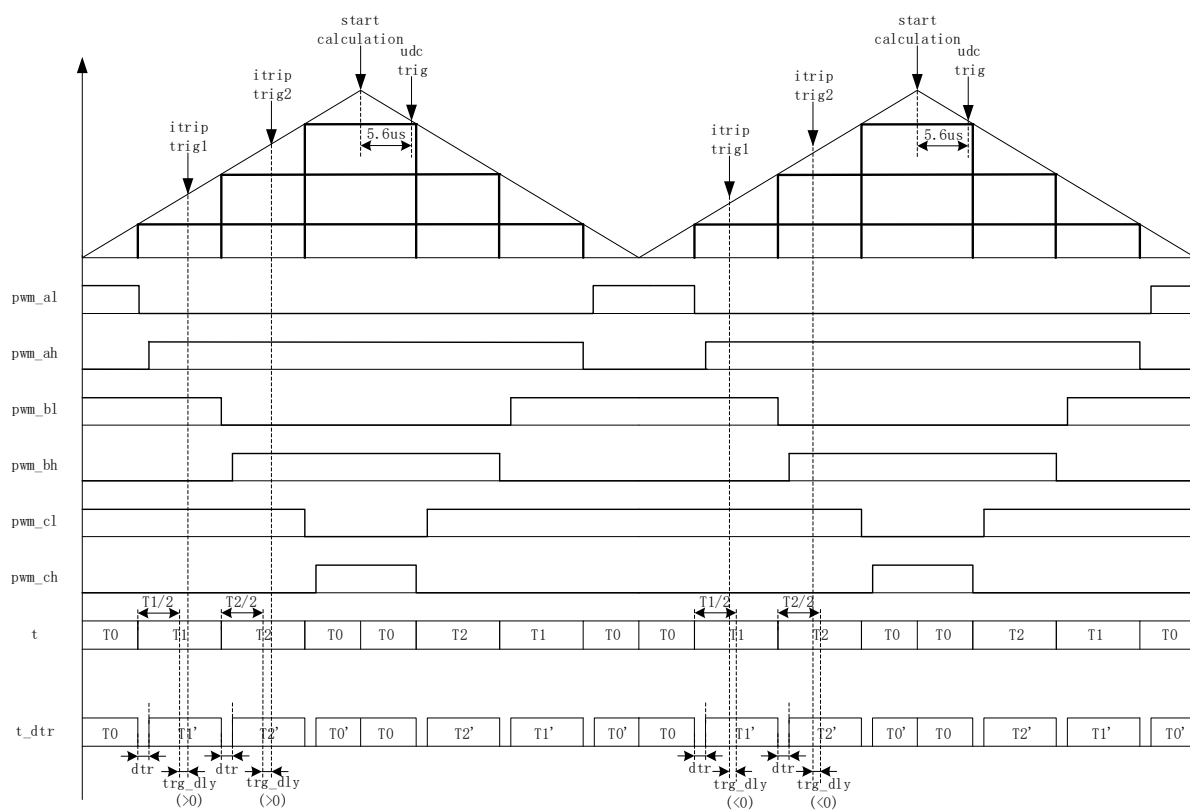 start
calculation
udc
trig
itrip
trig2
itrip
trig1
5.6us
start
calculation
udc
trig
itrip
trig2
itrip
trig1
5.6us
pwm_al
pwm_ah
pwm_bl
pwm_bh
pwm_cl
pwm_ch
T1/2 T2/2 T1/2 T2/2
t T0 T1 T2 T0 T0 T2 T1 T0 T0 T1 T2 T0 T0 T2 T1 T0
t_dtr T0 T1' T2' T0' T0 T2' T1' T0' T0 T1' T2' T0' T0 T2' T1' T0'
dtr dtr dtr dtr
trg_dly trg_dly trg_dly trg_dly
(>0) (>0) (<0) (<0)